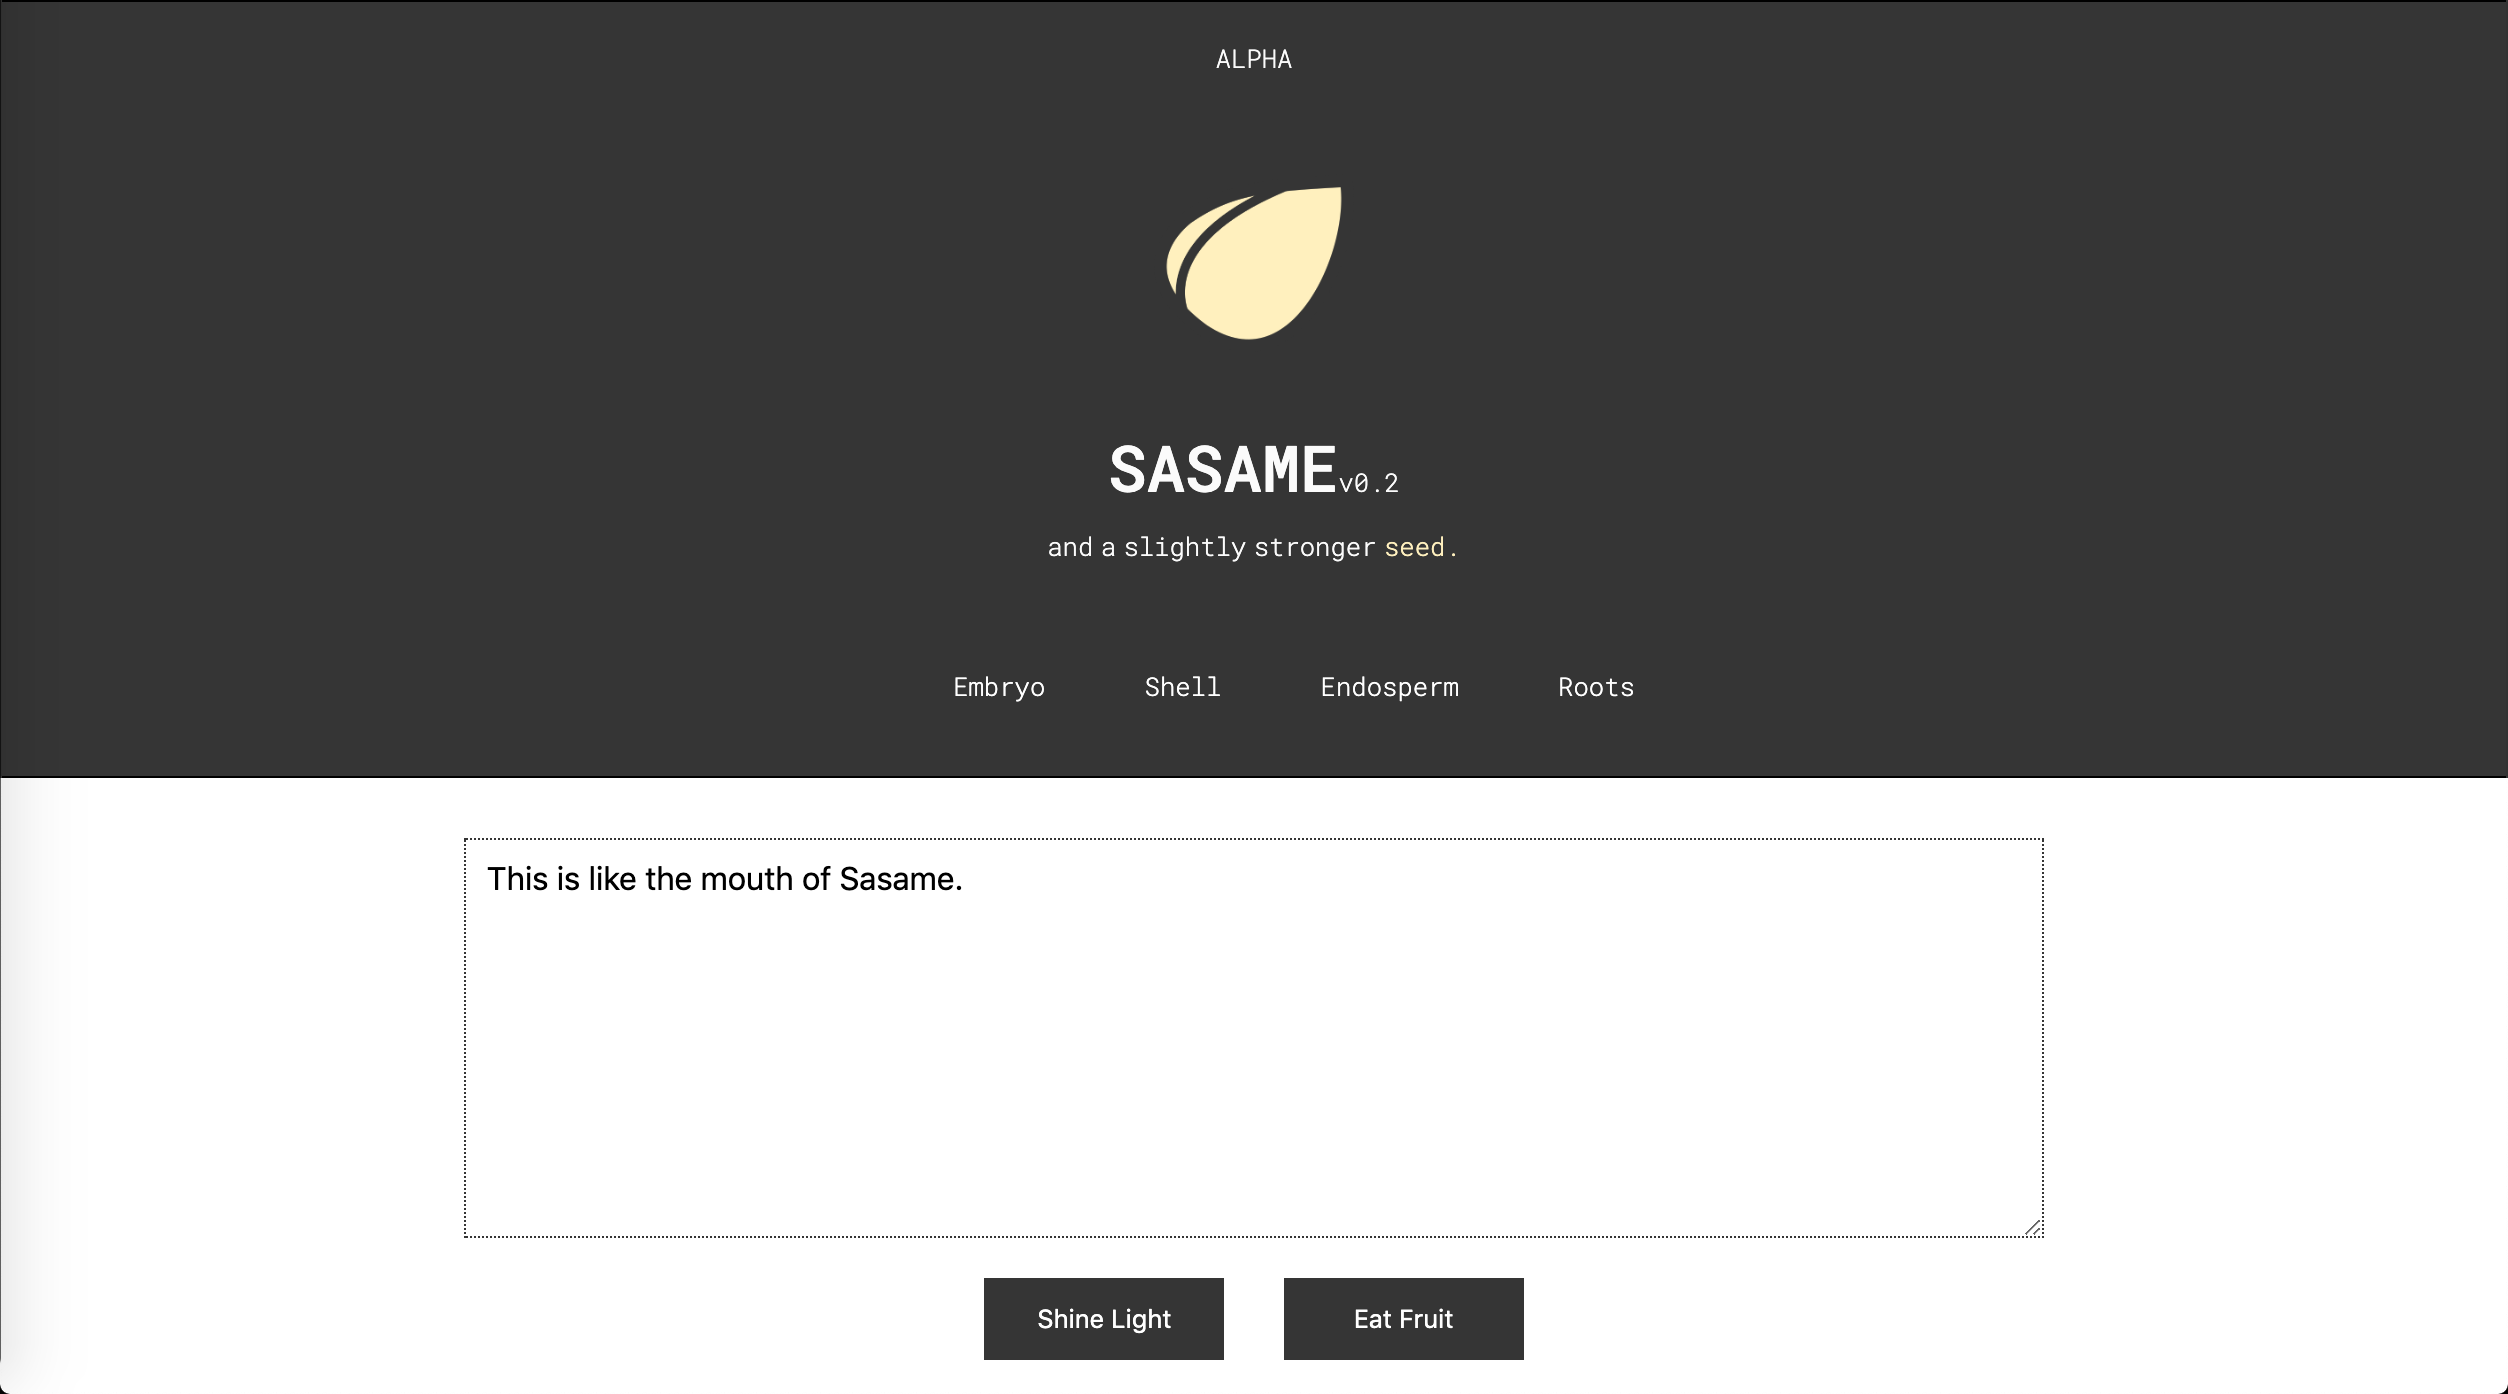 ALPHA
SASAMEv0.2
and a slightly stronger seed.
Embryo Shell Endosperm Roots
This is like the mouth of Sasame.
Shine Light Eat Fruit